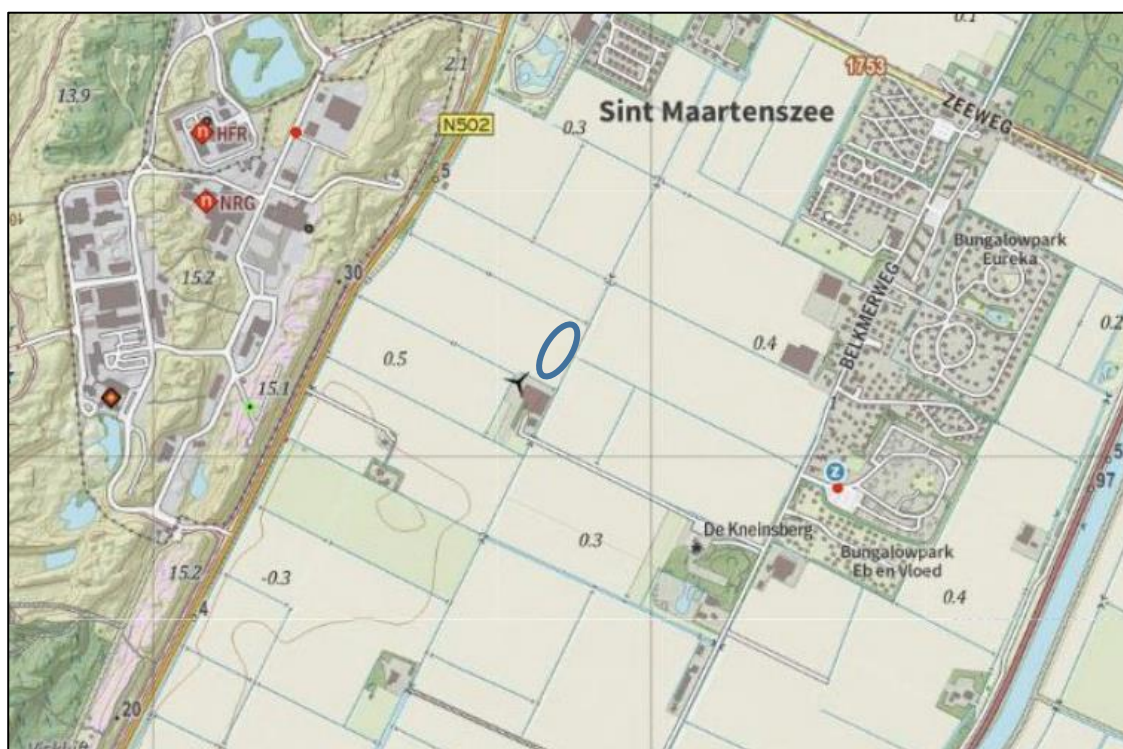 0.1
2.1
1753
13.9
n HFR
N502
0.3
Sint Maartenszee
ZEEWEG
5
n NRG
15.2
30
Bungalowpark
Eureka
BELKMERWEG
0.2
0.4
0.5
15.1
1
5
97
Z
De Kneinsberg
0.3
Bungalowpark
Eb en Vloed
15.2
-0.3
0.4
4
20